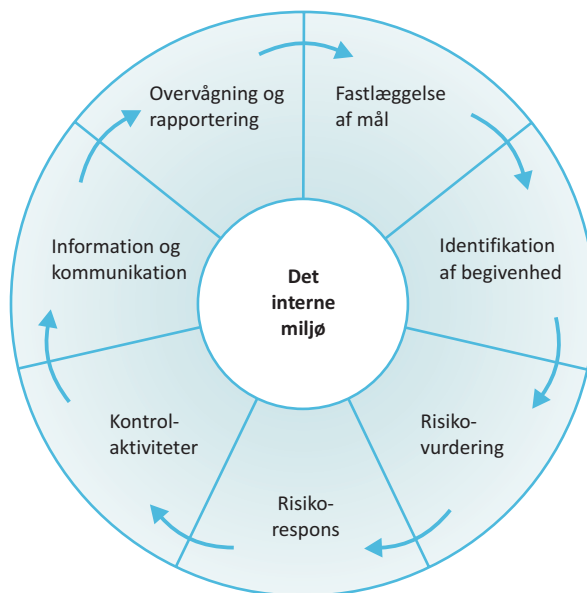 Overvågning og
rapportering
Fastlæggelse
af mål
Identifikation
af begivenhed
Risiko-
vurdering
Risiko-
respons
Kontrol-
aktiviteter
Information og
kommunikation
Det
interne
miljø